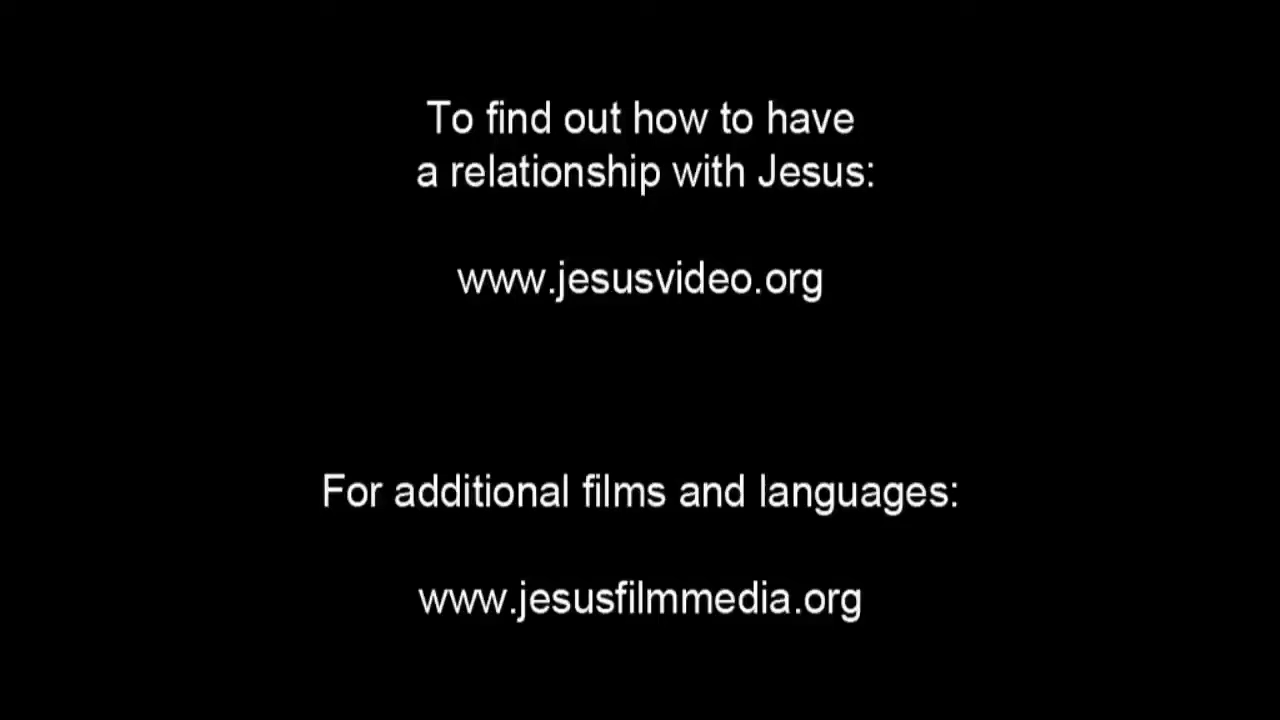 To find out how to have
a relationship with Jesus:
www.jesusvideo.org
For additional films and languages:
www.jesusfilmmedia.org